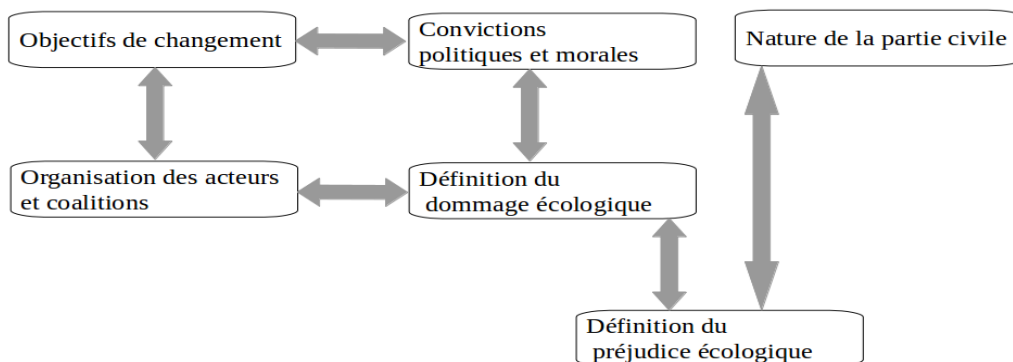 Objectifs de changement
Convictions
politiques et morales
Nature de la partie civile
Organisation des acteurs
et coalitions
Définition du
dommage écologique
Définition du
préjudice écologique